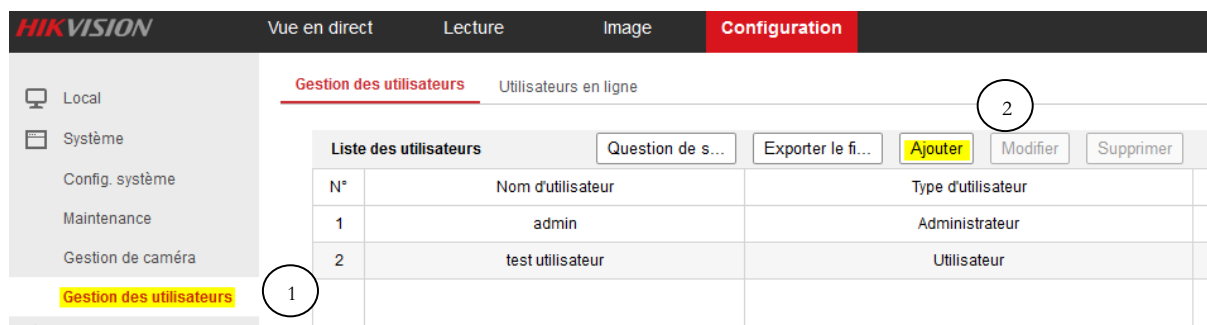 HIKVISION Vue en direct Lecture Image Configuration
Gestion des utilisateurs Utilisateurs en ligne
Local
2
Système
Liste des utilisateurs Question de s... Exporter le fi... Ajouter Modifier Supprimer
Config. système
N° Nom d'utilisateur Type d'utilisateur
Maintenance
1 admin Administrateur
Gestion de caméra
2 test utilisateur Utilisateur
Gestion des utilisateurs
1